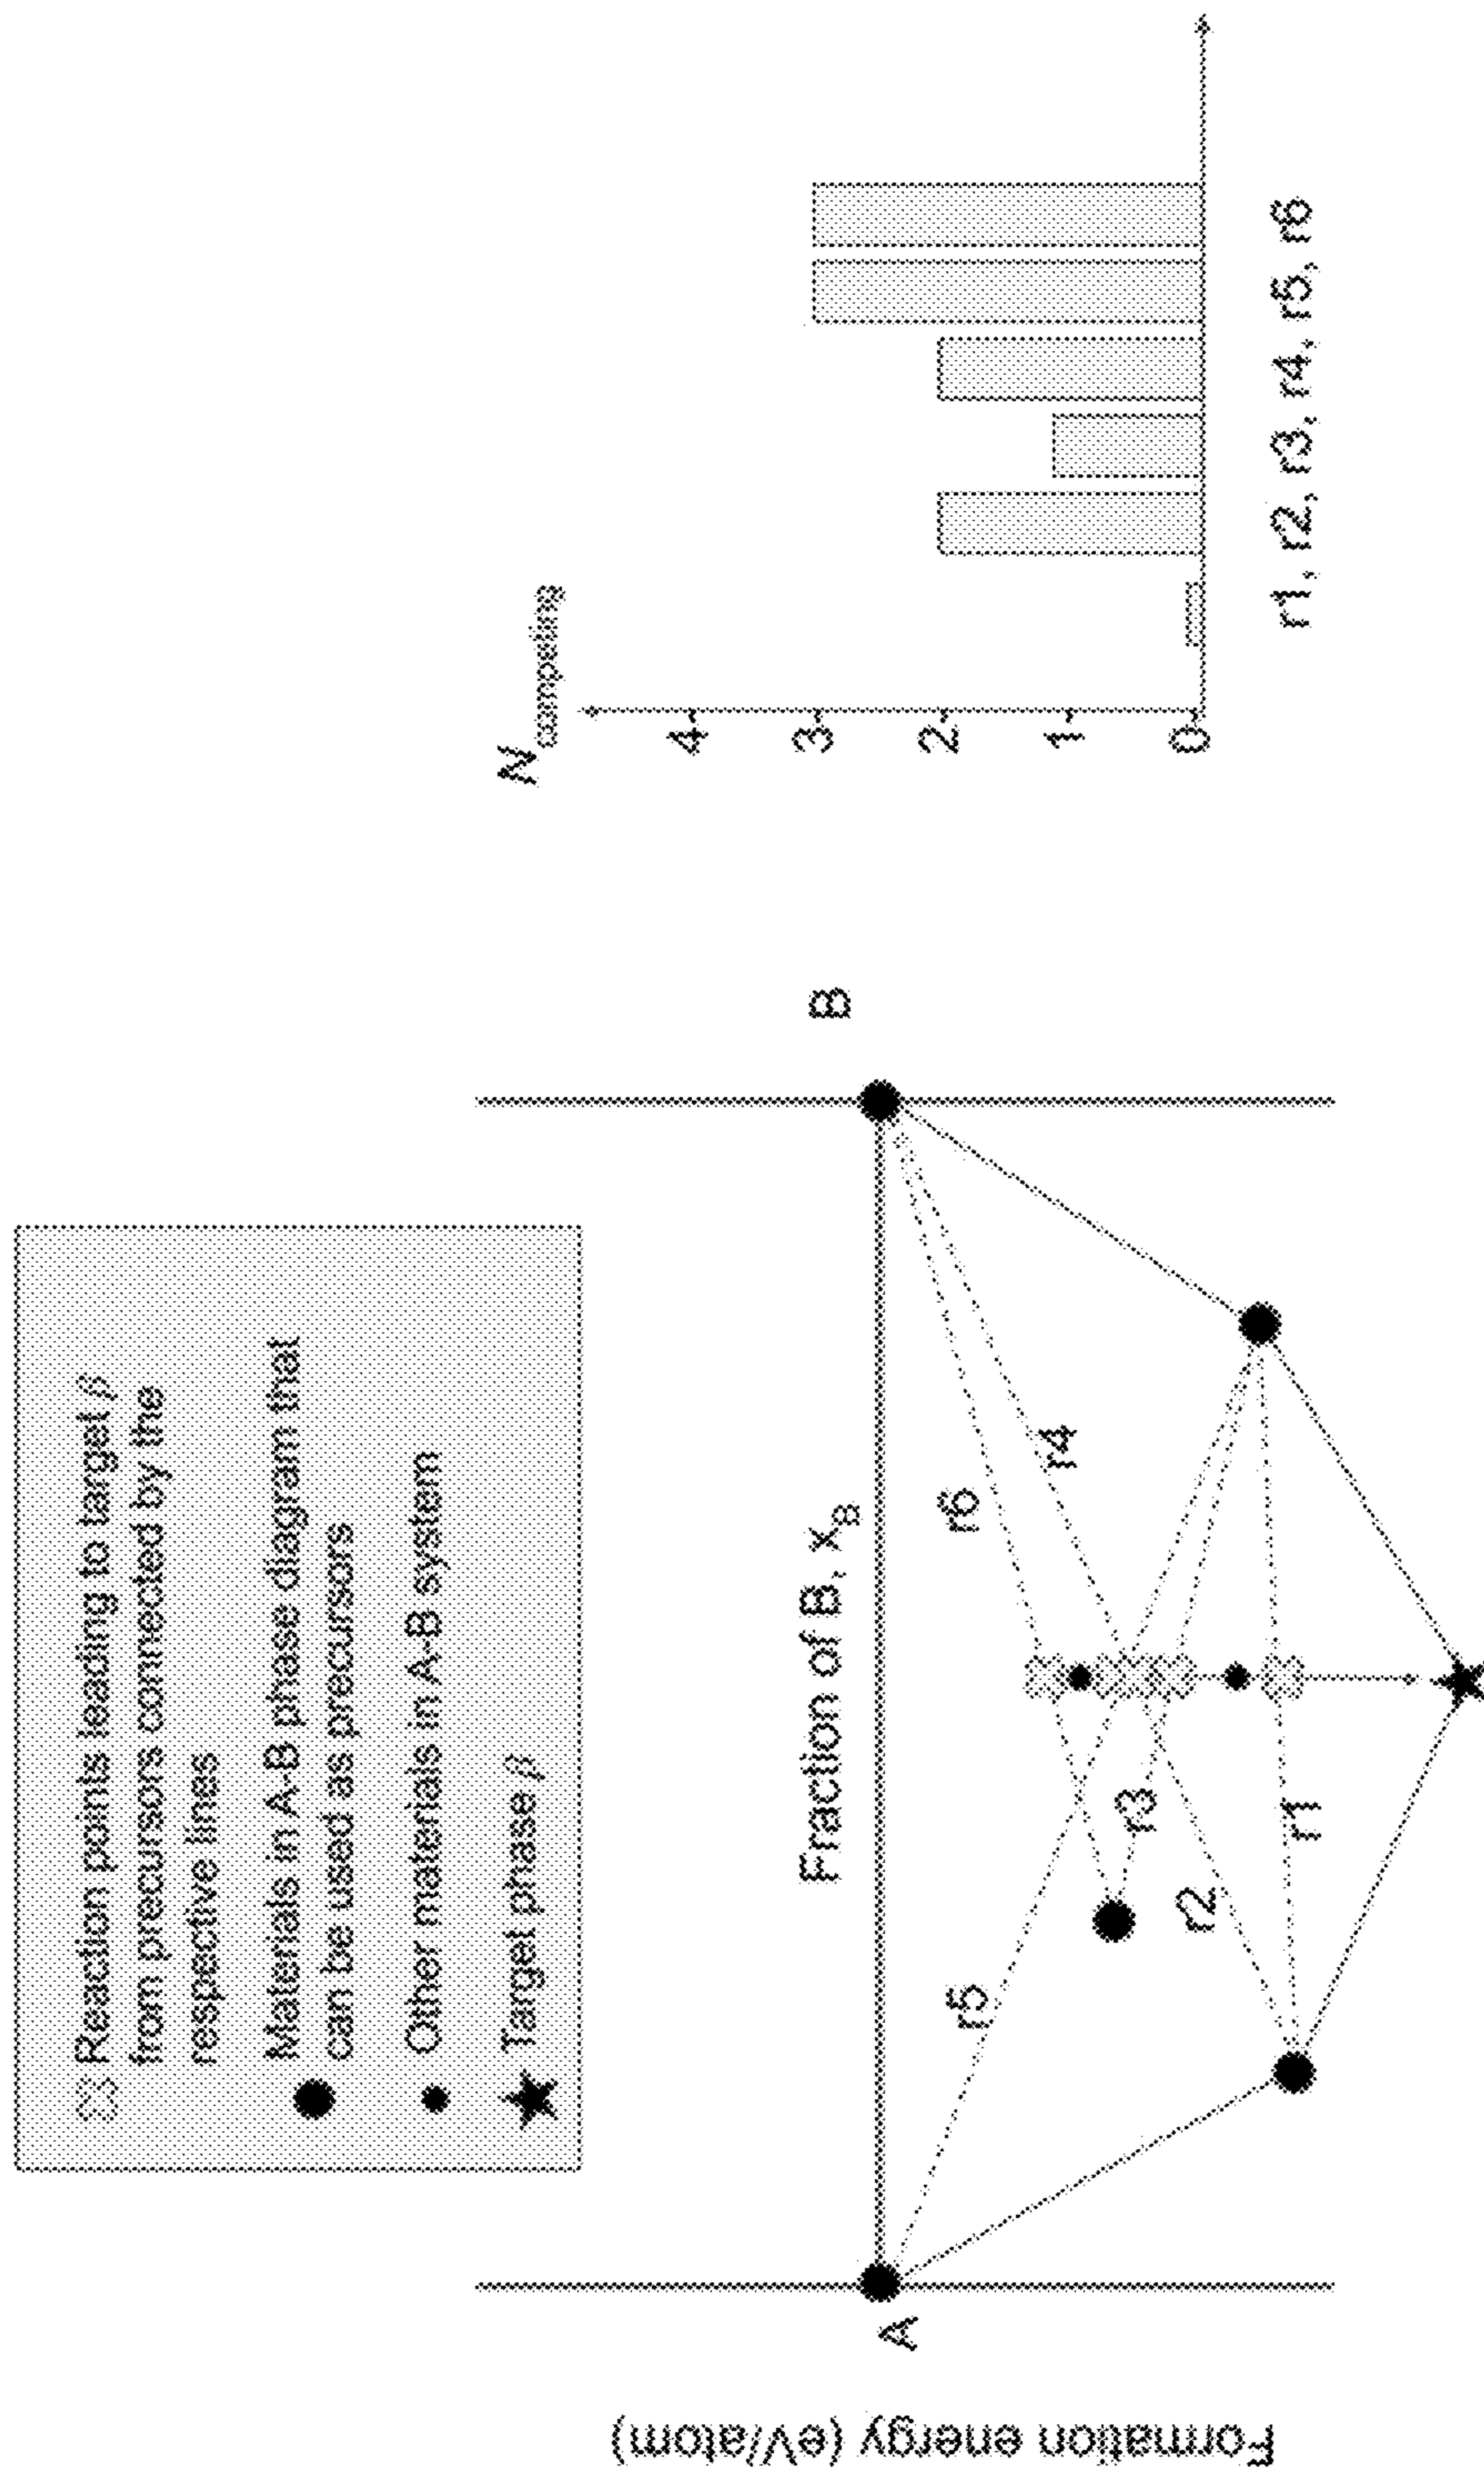 Reaction points leading to target β
from precursors connected by the
respective lines
Materials in A-B phase diagram that
can be used as precursors
Other materials in A-B system
Target phase β
Formation energy (eV/atom)
A
Fraction of B, xB
B
r5
r6
r4
r3
r2
r1
Ncompeting
4
3
2
1
0
r1, r2, r3, r4, r5, r6